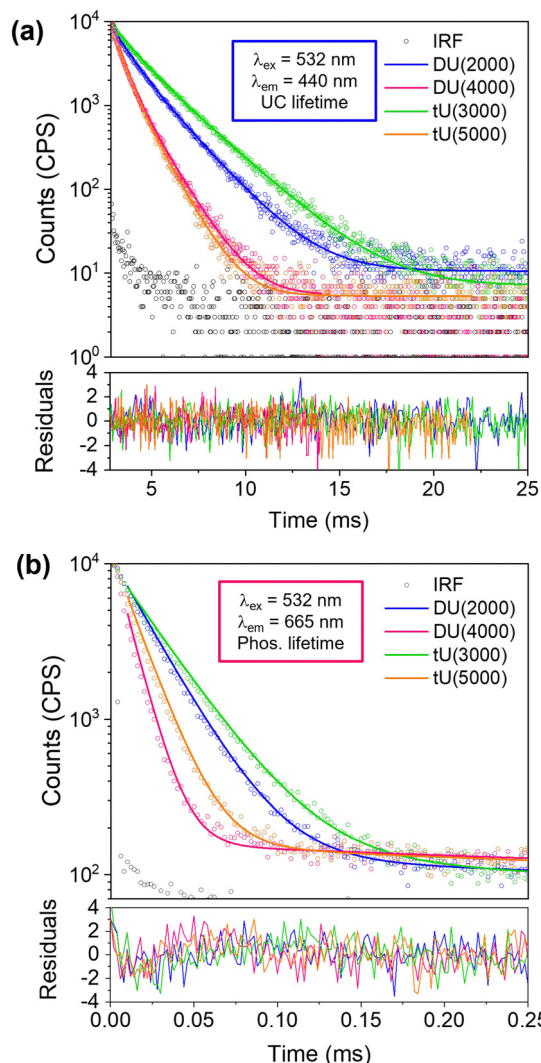 (a)
10⁴
10³
10²
10¹
10⁰
Counts (CPS)
λex = 532 nm
λem = 440 nm
UC lifetime
IRF
DU(2000)
DU(4000)
tU(3000)
tU(5000)
4
2
0
-2
-4
Residuals
5 10 15 20 25
Time (ms)
(b)
10⁴
10³
10²
Counts (CPS)
λex = 532 nm
λem = 665 nm
Phos. lifetime
IRF
DU(2000)
DU(4000)
tU(3000)
tU(5000)
4
2
0
-2
-4
Residuals
0.00 0.05 0.10 0.15 0.20 0.25
Time (ms)